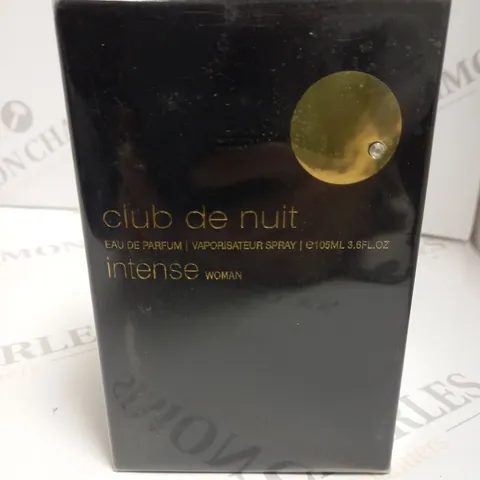 club de nuit
EAU DE PARFUM | VAPORISATEUR SPRAY | ℮105ML 3.6FL.OZ
intense WOMAN